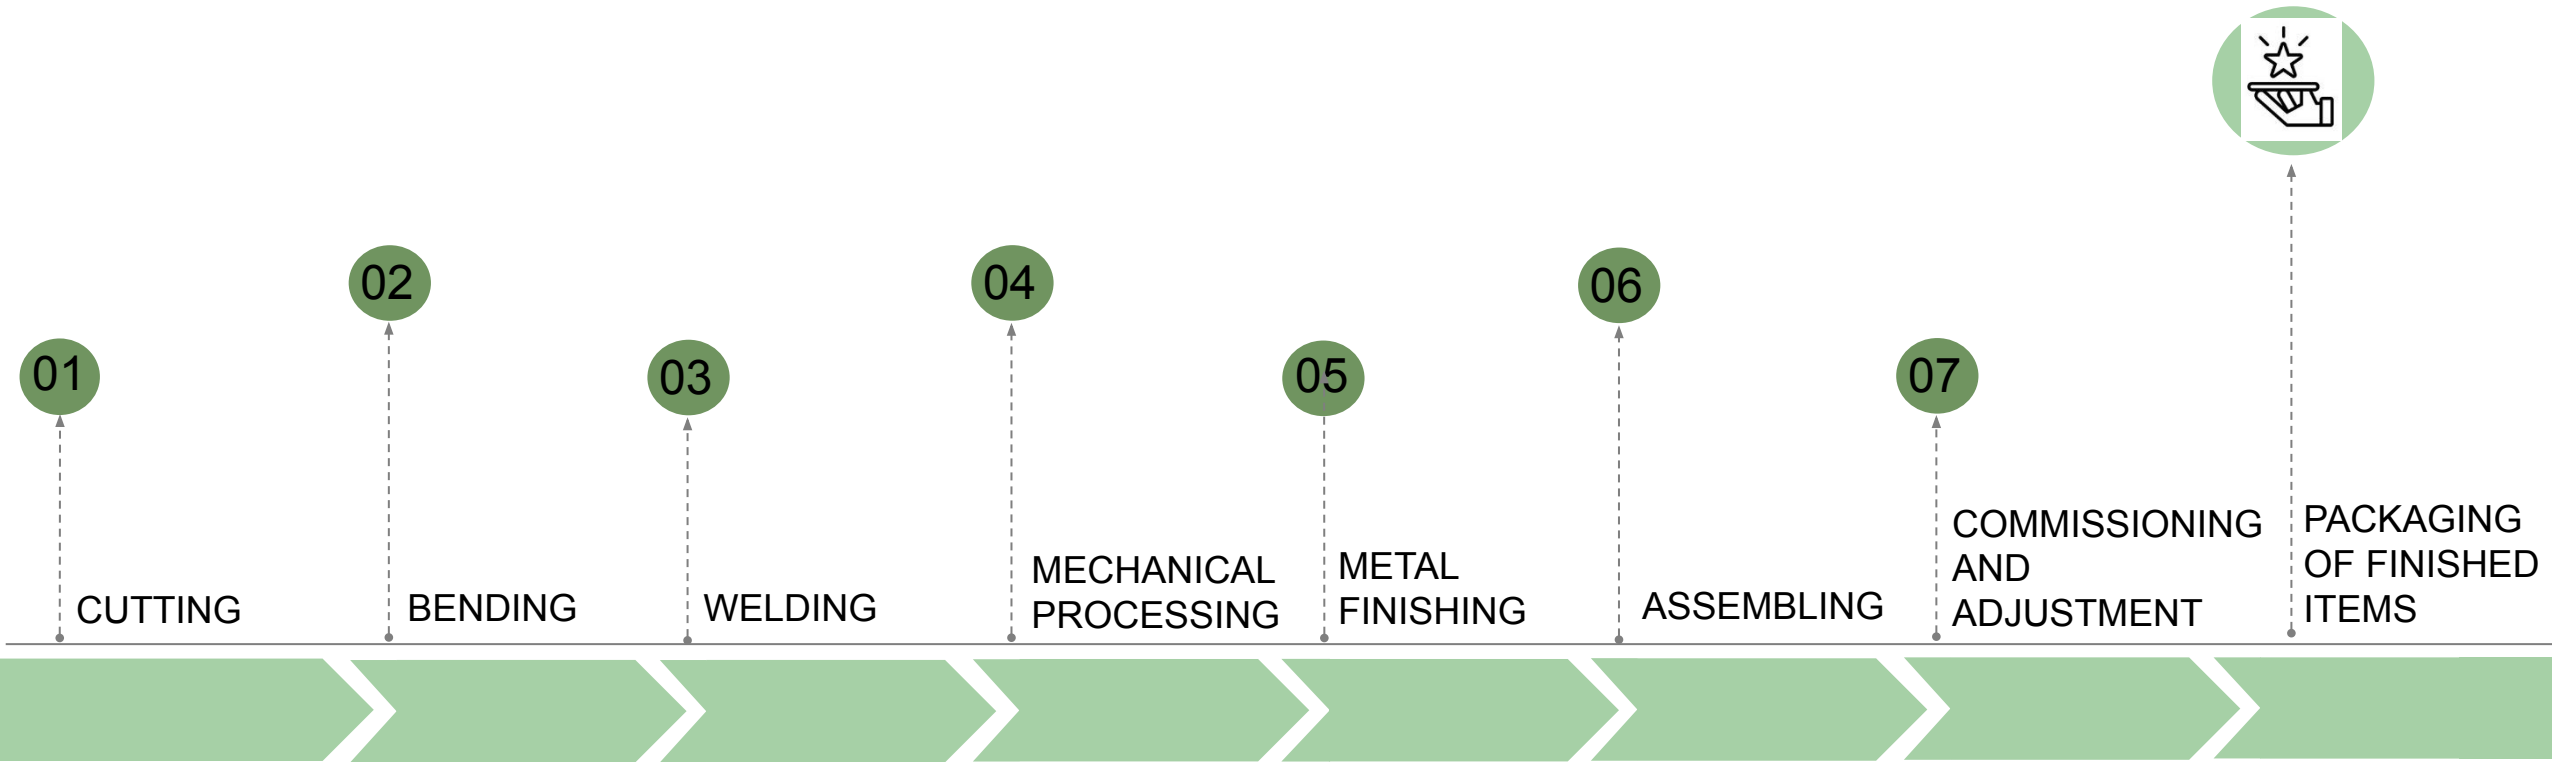 01
CUTTING
02
BENDING
03
WELDING
04
MECHANICAL
PROCESSING
05
METAL
FINISHING
06
ASSEMBLING
07
COMMISSIONING
AND
ADJUSTMENT
PACKAGING
OF FINISHED
ITEMS